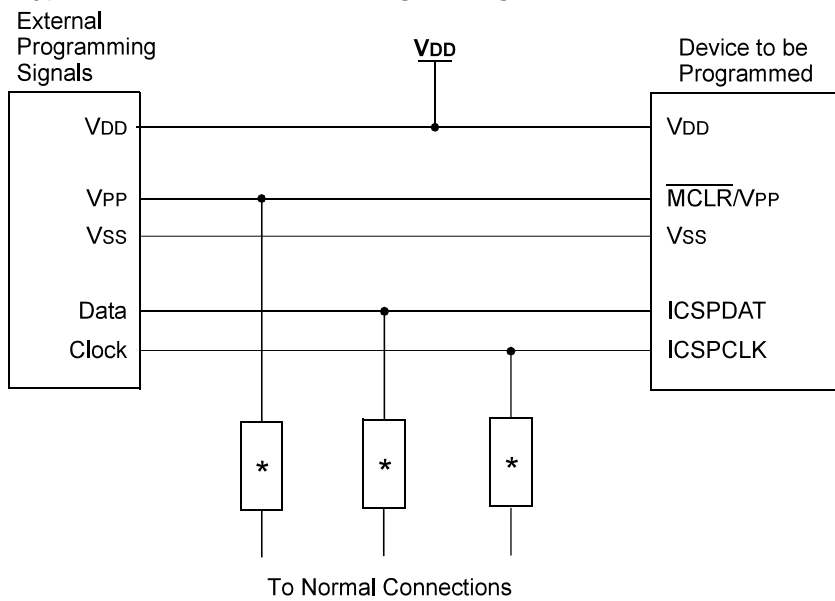 External
Programming
Signals
VDD
Device to be
Programmed
VDD
VDD
VPP
MCLR/VPP
VSS
VSS
Data
ICSPDAT
Clock
ICSPCLK
*
*
*
To Normal Connections